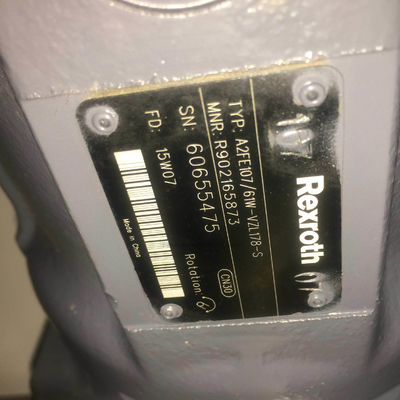 Rexroth
TYP: A2FE107/61W-VZL178-S
MNR: R902165873
SN: 60655475
FD: 15W07
CN30
Rotation
Made in China